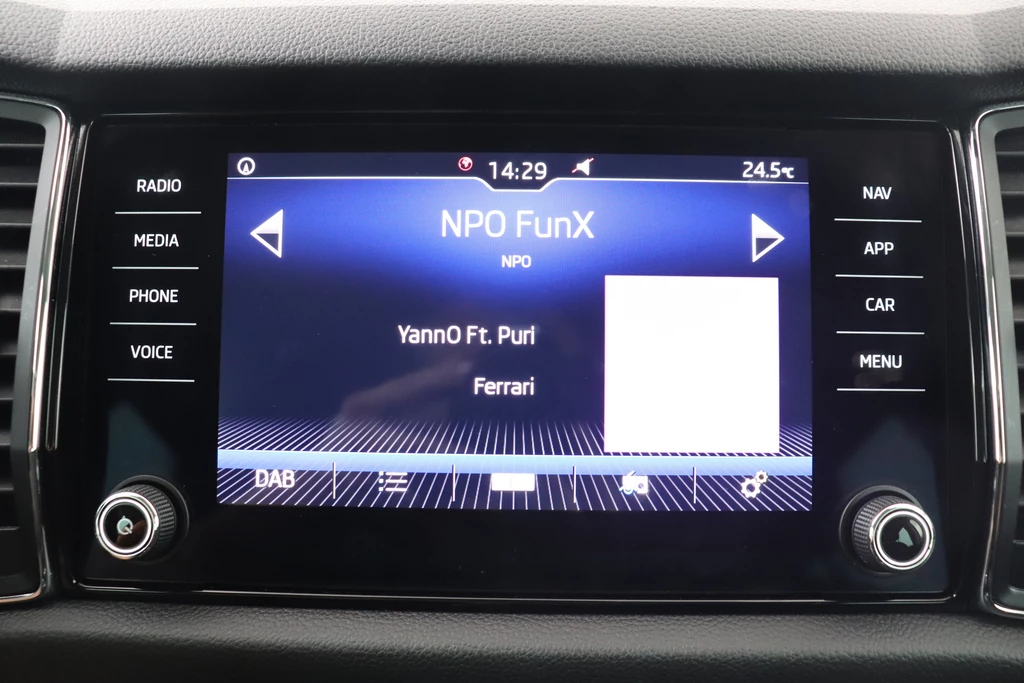 14:29
24.5°C
RADIO
MEDIA
PHONE
VOICE
NPO FunX
NPO
YannO Ft. Puri
Ferrari
DAB
NAV
APP
CAR
MENU